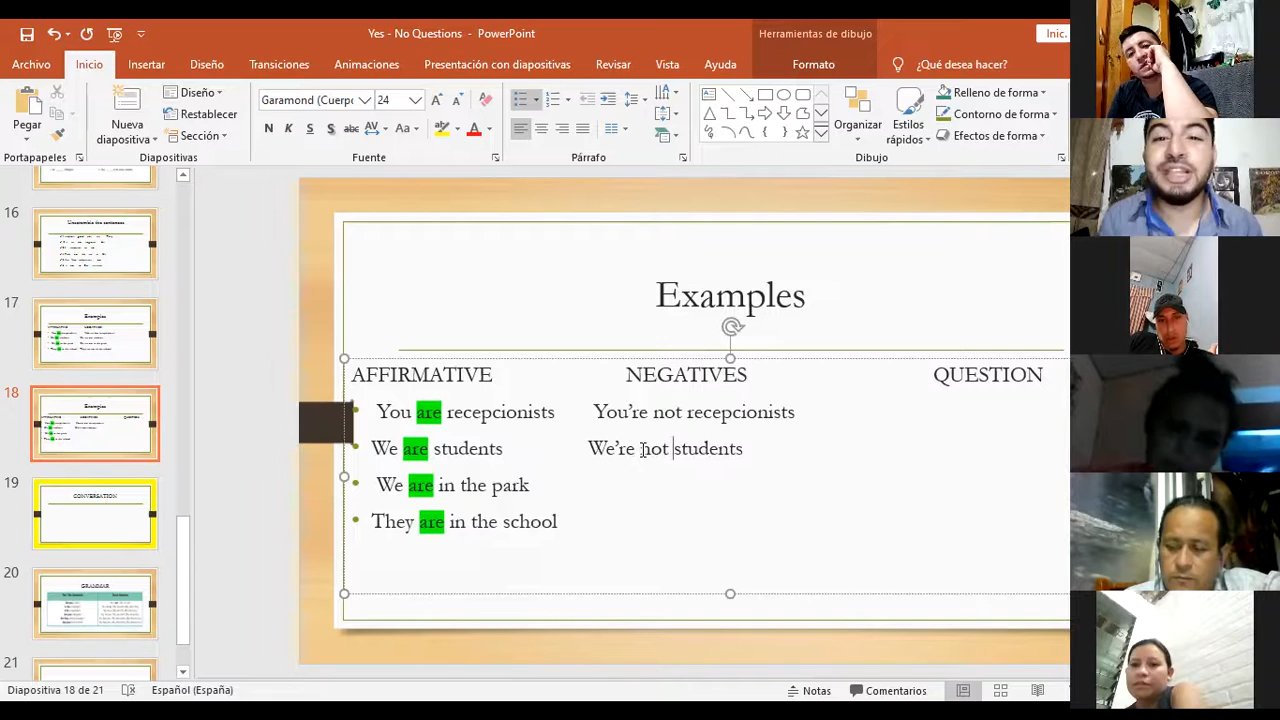 Yes - No Questions - PowerPoint
Herramientas de dibujo
Inic.
Archivo
Inicio
Insertar
Diseño
Transiciones
Animaciones
Presentación con diapositivas
Revisar
Vista
Ayuda
Formato
¿Qué desea hacer?
Pegar
Nueva diapositiva
Diseño
Restablecer
Sección
Garamond (Cuerpo
24
N K S S abc AV Aa A
Organizar
Estilos rápidos
Relleno de forma
Contorno de forma
Efectos de forma
Portapapeles
Diapositivas
Fuente
Párrafo
Dibujo
16
17
Examples
18
Examples
19
CONVERSATION
20
GRAMMAR
21
Examples
AFFIRMATIVE NEGATIVES QUESTION
• You are recepcionists You’re not recepcionists
• We are students We’re not students
• We are in the park
• They are in the school
Diapositiva 18 de 21
Español (España)
Notas
Comentarios